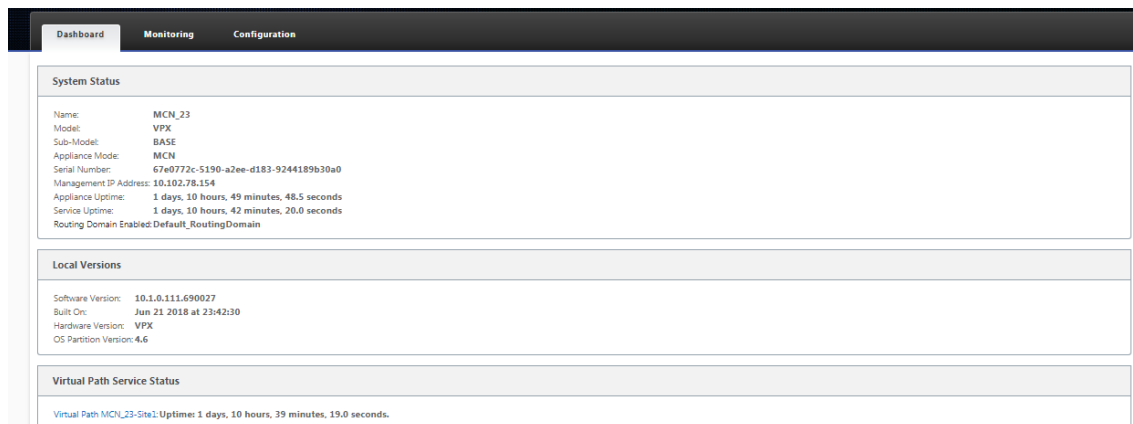 Dashboard Monitoring Configuration
System Status
Name: MCN_23
Model: VPX
Sub-Model: BASE
Appliance Mode: MCN
Serial Number: 67e0772c-5190-a2ee-d183-9244189b30a0
Management IP Address: 10.102.78.154
Appliance Uptime: 1 days, 10 hours, 49 minutes, 48.5 seconds
Service Uptime: 1 days, 10 hours, 42 minutes, 20.0 seconds
Routing Domain Enabled: Default_RoutingDomain
Local Versions
Software Version: 10.1.0.111.690027
Built On: Jun 21 2018 at 23:42:30
Hardware Version: VPX
OS Partition Version: 4.6
Virtual Path Service Status
Virtual Path MCN_23-Site1: Uptime: 1 days, 10 hours, 39 minutes, 19.0 seconds.